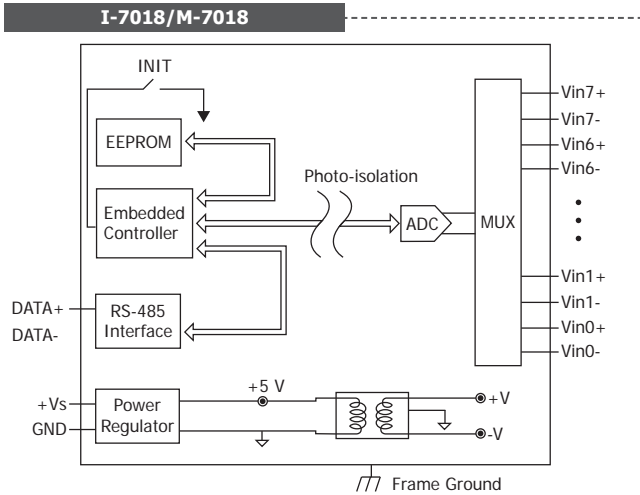 I-7018/M-7018
INIT
EEPROM
Embedded
Controller
Photo-isolation
ADC
MUX
Vin7+
Vin7-
Vin6+
Vin6-
Vin1+
Vin1-
Vin0+
Vin0-
DATA+
DATA-
RS-485
Interface
+Vs
GND
Power
Regulator
+5 V
+V
-V
Frame Ground